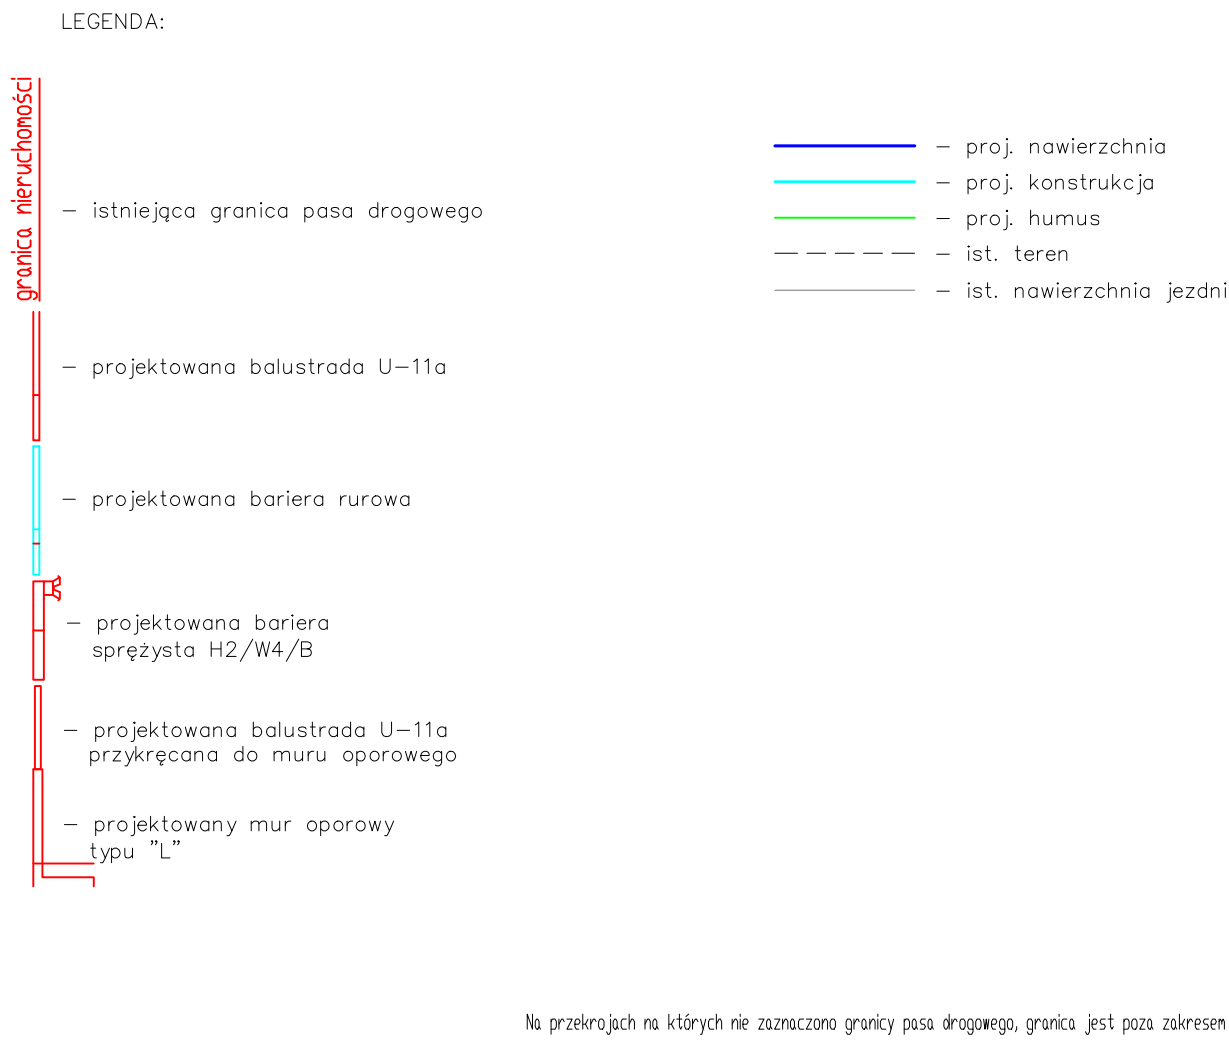 LEGENDA:
granica nieruchomości
– istniejąca granica pasa drogowego
– projektowana balustrada U–11a
– projektowana bariera rurowa
– projektowana bariera
sprężysta H2/W4/B
– projektowana balustrada U–11a
przykręcana do muru oporowego
– projektowany mur oporowy
typu "L"
– proj. nawierzchnia
– proj. konstrukcja
– proj. humus
– ist. teren
– ist. nawierzchnia jezdni
Na przekrojach na których nie zaznaczono granicy pasa drogowego, granica jest poza zakresem